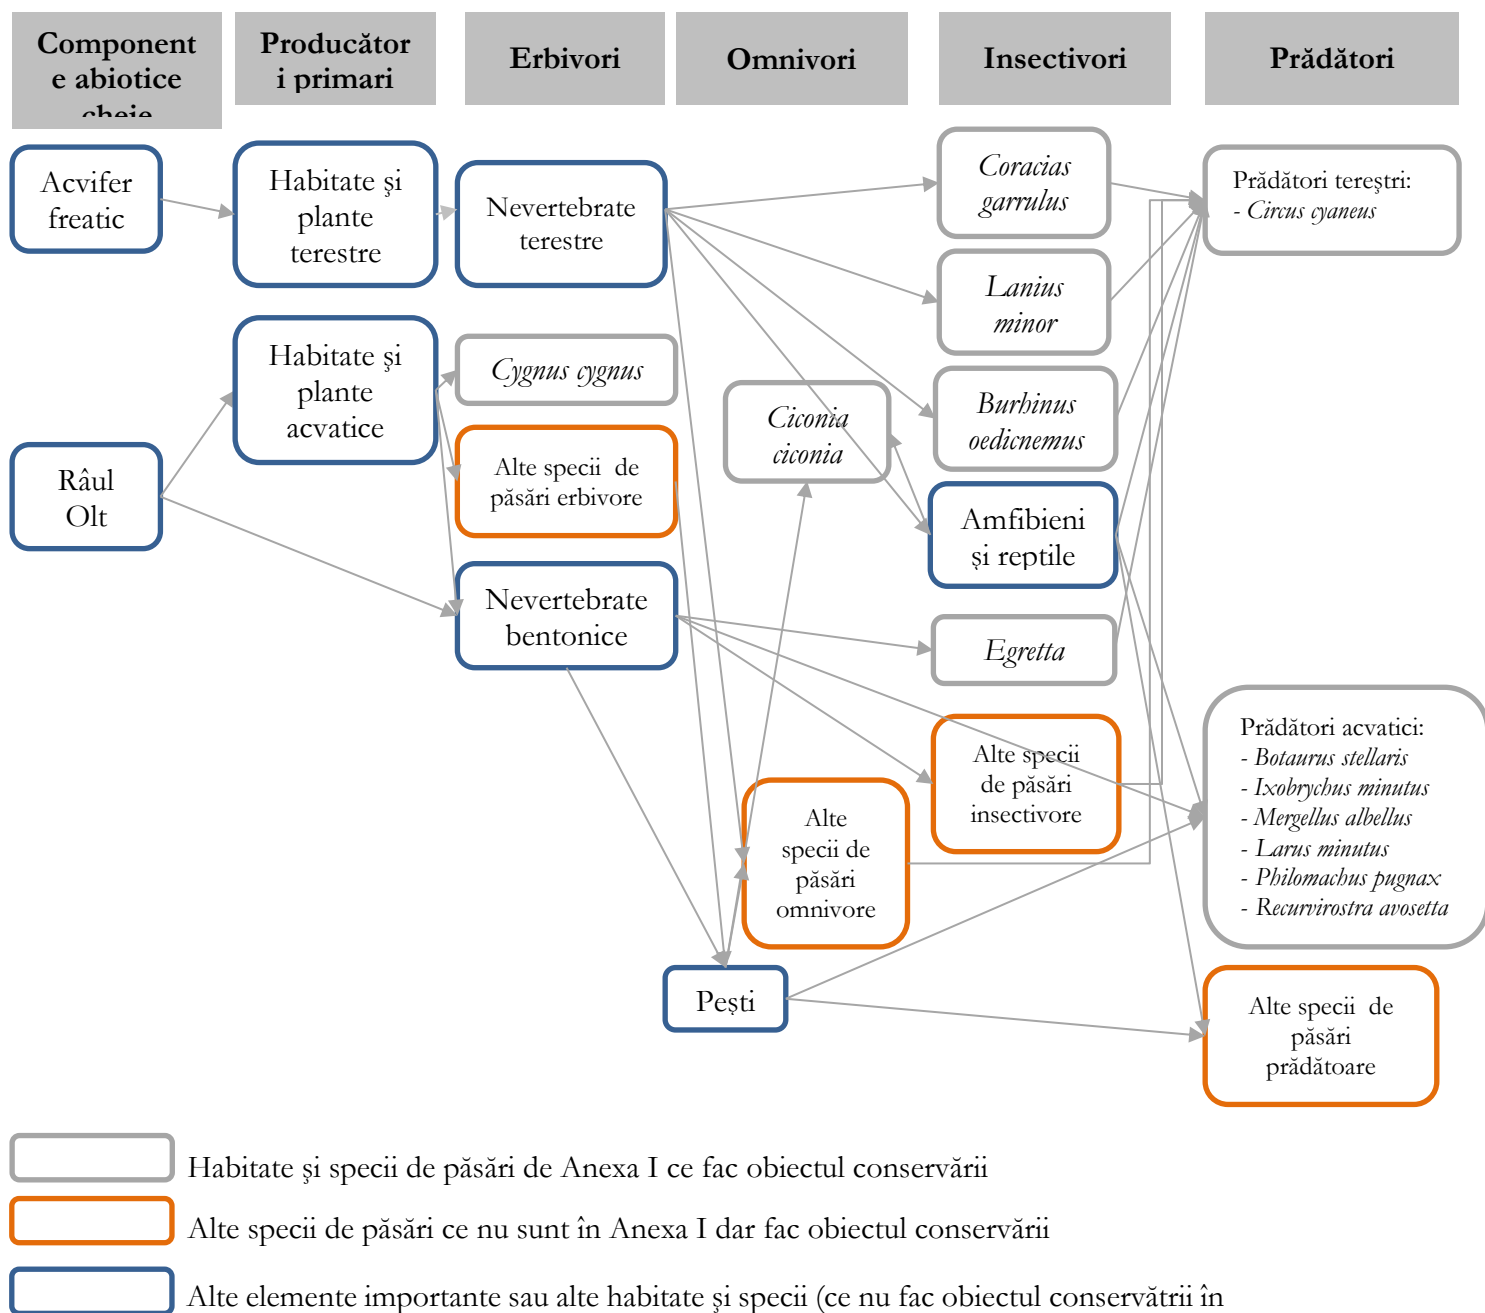 Component
e abiotice
cheie
Producător
i primari
Erbivori
Omnivori
Insectivori
Prădători
Acvifer
freatic
Habitate şi
plante
terestre
Nevertebrate
terestre
Coracias
garrulus
Prădători tereştri:
- Circus cyaneus
Lanius
minor
Habitate şi
plante
acvatice
Cygnus cygnus
Ciconia
ciconia
Burhinus
oedicnemus
Râul
Olt
Alte specii de
păsări erbivore
Amfibieni
și reptile
Nevertebrate
bentonice
Egretta
Prădători acvatici:
- Botaurus stellaris
- Ixobrychus minutus
- Mergellus albellus
- Larus minutus
- Philomachus pugnax
- Recurvirostra avosetta
Alte specii
de păsări
insectivore
Alte
specii de
păsări
omnivore
Pești
Alte specii de
păsări
prădătoare
Habitate şi specii de păsări de Anexa I ce fac obiectul conservării
Alte specii de păsări ce nu sunt în Anexa I dar fac obiectul conservării
Alte elemente importante sau alte habitate şi specii (ce nu fac obiectul conservătrii în